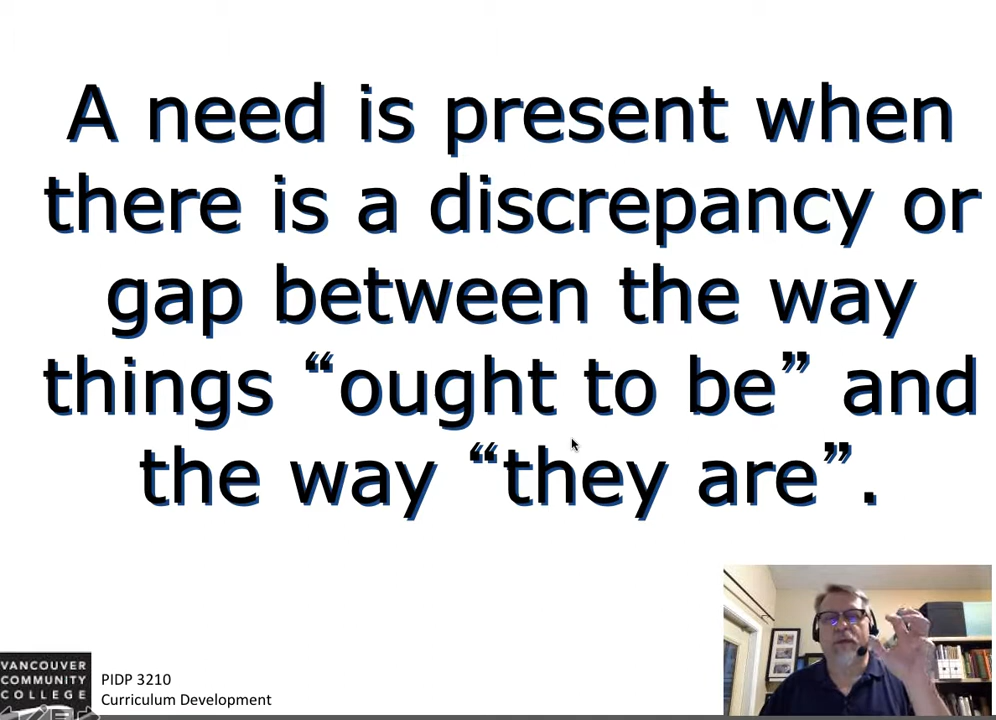 A need is present when
there is a discrepancy or
gap between the way
things “ought to be” and
the way “they are”.
VANCOUVER
COMMUNITY
COLLEGE
PIDP 3210
Curriculum Development